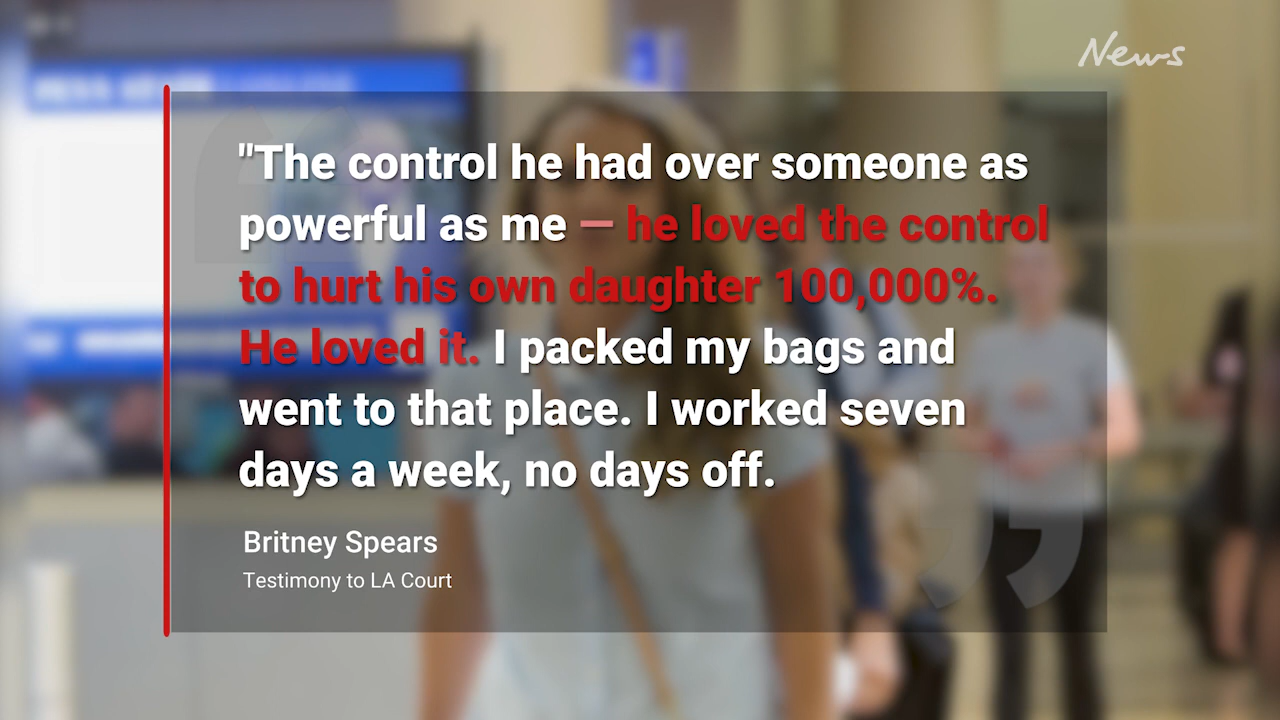 News
"The control he had over someone as
powerful as me — he loved the control
to hurt his own daughter 100,000%.
He loved it. I packed my bags and
went to that place. I worked seven
days a week, no days off.
Britney Spears
Testimony to LA Court